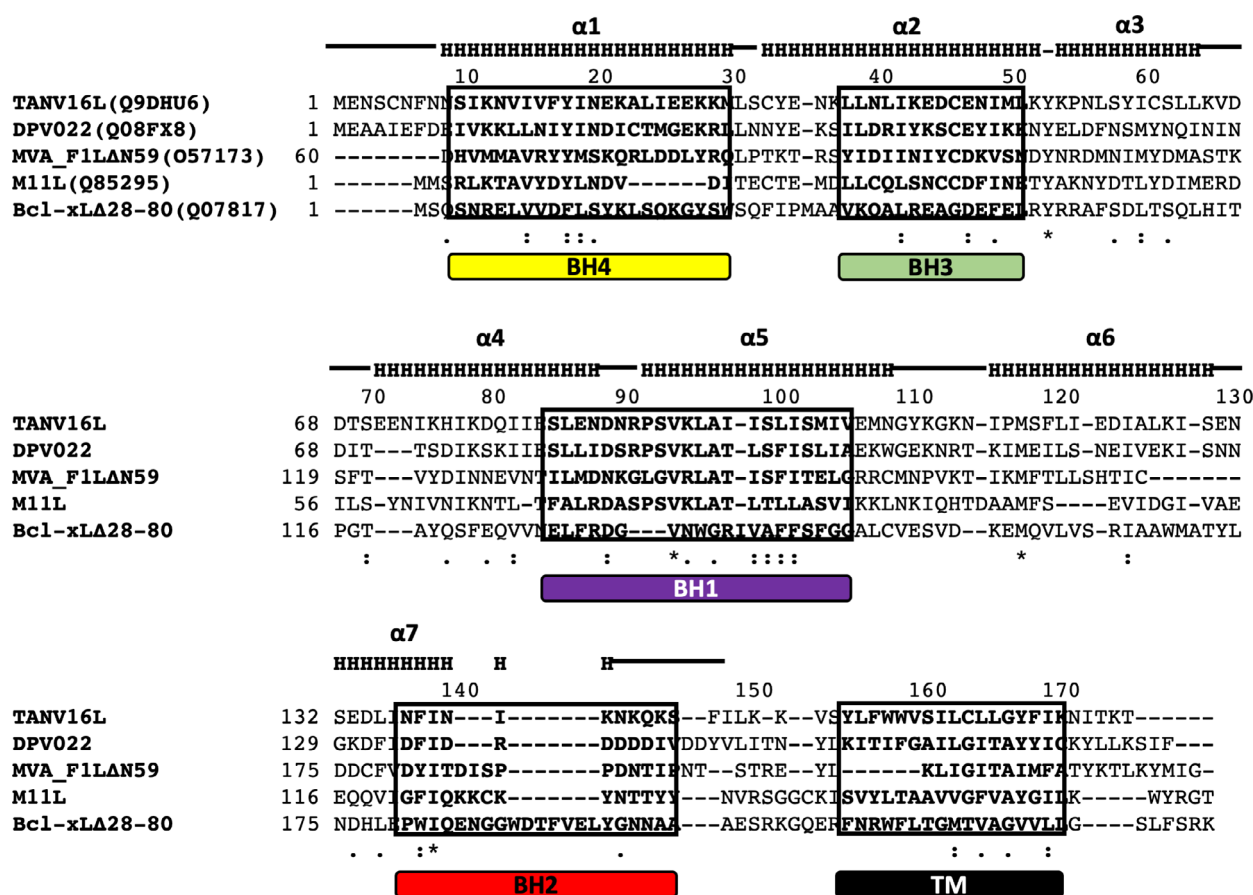 α1 α2 α3
HHHHHHHHHHHHHHHHHHHHHH HHHHHHHHHHHHHHHHHHHHH HHHHHHHHHHH
10 20 30 40 50 60
TANV16L(Q9DHU6) 1 MENSCNFNNSIKNVIVFYINEKALIEEKKNLSCYE-NKLLNLIKEDCENIMLKYKPNLSYICSLLKVD
DPV022(Q08FX8) 1 MEAAIEFDEIVKKLLNIYINDICTMGEKRLLNNYE-KSILDRIYKSCEYIKENYELDFNSMYNQININ
MVA_F1LΔN59(O57173) 60 --------DHVMMAVRYYMSKQRLDDLYRQLPTKT-RSYIDIINIYCDKVSNDYNRDMNIMYDMASTK
M11L(Q85295) 1 ------MMSRLKTAVYDYLNDV------DITECTE-MDLLCQLSNCCDFINETYAKNYDTLYDIMERD
Bcl-xLΔ28-80(Q07817) 1 ------MSQSNRELVVDFLSYKLSQKGYSWSQFIPMAAVKQALREAGDEFELRYRRAFSDLTSQLHIT
. : : : . : : . * . : .
BH4 BH3
α4 α5 α6
HHHHHHHHHHHHHHHHH HHHHHHHHHHHHHHHHHHH HHHHHHHHHHHHHHHHH
70 80 90 100 110 120 130
TANV16L 68 DTSEENIKHIKDQIIESLENDNRPSVKLAI-ISLISMIVEMNGYKGKN-IPMSFLI-EDIALKI-SEN
DPV022 68 DIT---TSDIKSKIIESLLIDSRPSVKLAT-LSFISLIAEKWGEKNRT-KIMEILS-NEIVEKI-SNN
MVA_F1LΔN59 119 SFT---VYDINNEVNTILMDNKGLGVRLAT-ISFITELGRRCMNPVKT-IKMFTLLSHTIC-------
M11L 56 ILS-YNIVNIKNTL-TFALRDASPSVKLAT-LTLLASVIKKLNKIQHTDAAMFS---EVIDGI-VAE
Bcl-xLΔ28-80 116 PGT---AYQSFEQVVNELFRDG---VNWGRIVAFFSFGGALCVESVD--KEMQVLVS-RIAAWMATYL
: . . : : * . . : : : : * :
BH1
α7
HHHHHHHHH H H
140 150 160 170
TANV16L 132 SEDLINFIN---I-------KNKQKS--FILK-K--VSYLFWWVSILCLLGYFIKNITKT------
DPV022 129 GKDFIDFID---R-------DDDDIVDDYVLITN--YLKITIFGAILGITAYYICKYLLKSIF---
MVA_F1LΔN59 175 DDCFVDYITDISP-------PDNTIPNT--STRE-YL------KLIGITAIMFATYKTLKYMIG-
M11L 116 EQQVIGFIQKKCK-------YNTTYY--NVRSGGCKISVYLTAAVVGFVAYGILK-----WYRGT
Bcl-xLΔ28-80 175 NDHLEPWIQENGGWDTFVELYGNNAA--AESRKGQERFNRWFLTGMTVAGVVLLG-----SLFSRK
. . : * . : . . :
BH2 TM